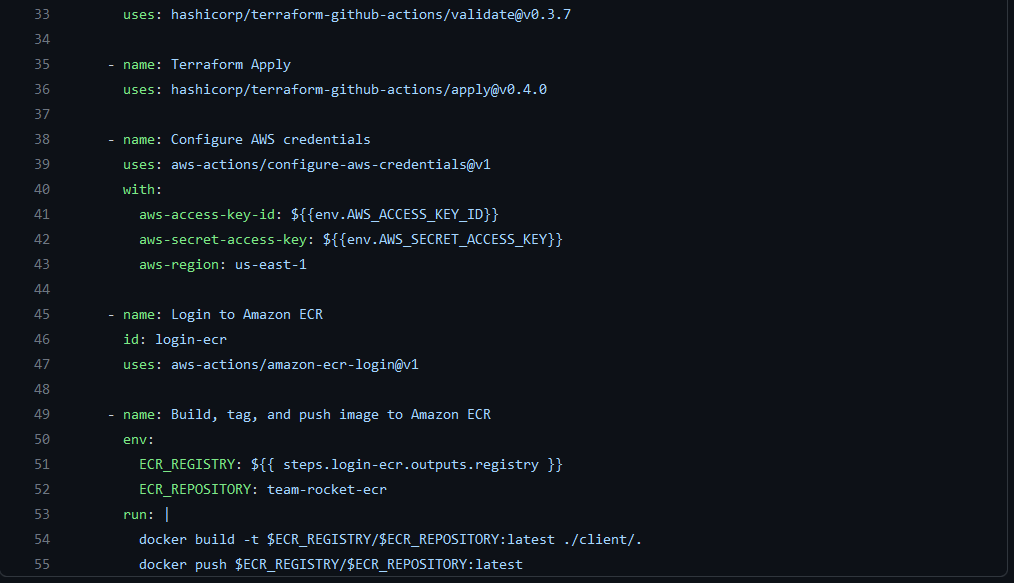 33 uses: hashicorp/terraform-github-actions/validate@v0.3.7
34
35 - name: Terraform Apply
36 uses: hashicorp/terraform-github-actions/apply@v0.4.0
37
38 - name: Configure AWS credentials
39 uses: aws-actions/configure-aws-credentials@v1
40 with:
41 aws-access-key-id: ${{env.AWS_ACCESS_KEY_ID}}
42 aws-secret-access-key: ${{env.AWS_SECRET_ACCESS_KEY}}
43 aws-region: us-east-1
44
45 - name: Login to Amazon ECR
46 id: login-ecr
47 uses: aws-actions/amazon-ecr-login@v1
48
49 - name: Build, tag, and push image to Amazon ECR
50 env:
51 ECR_REGISTRY: ${{ steps.login-ecr.outputs.registry }}
52 ECR_REPOSITORY: team-rocket-ecr
53 run: |
54 docker build -t $ECR_REGISTRY/$ECR_REPOSITORY:latest ./client/.
55 docker push $ECR_REGISTRY/$ECR_REPOSITORY:latest